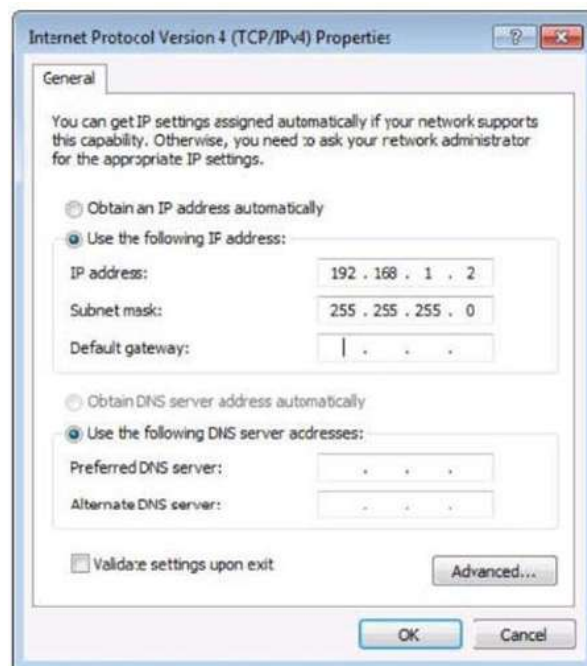 Internet Protocol Version 4 (TCP/IPv4) Properties
General
You can get IP settings assigned automatically if your network supports
this capability. Otherwise, you need to ask your network administrator
for the appropriate IP settings.
Obtain an IP address automatically
Use the following IP address:
IP address: 192 . 168 . 1 . 2
Subnet mask: 255 . 255 . 255 . 0
Default gateway: . . .
Obtain DNS server address automatically
Use the following DNS server addresses:
Preferred DNS server: . . .
Alternate DNS server: . . .
Validate settings upon exit
Advanced...
OK Cancel